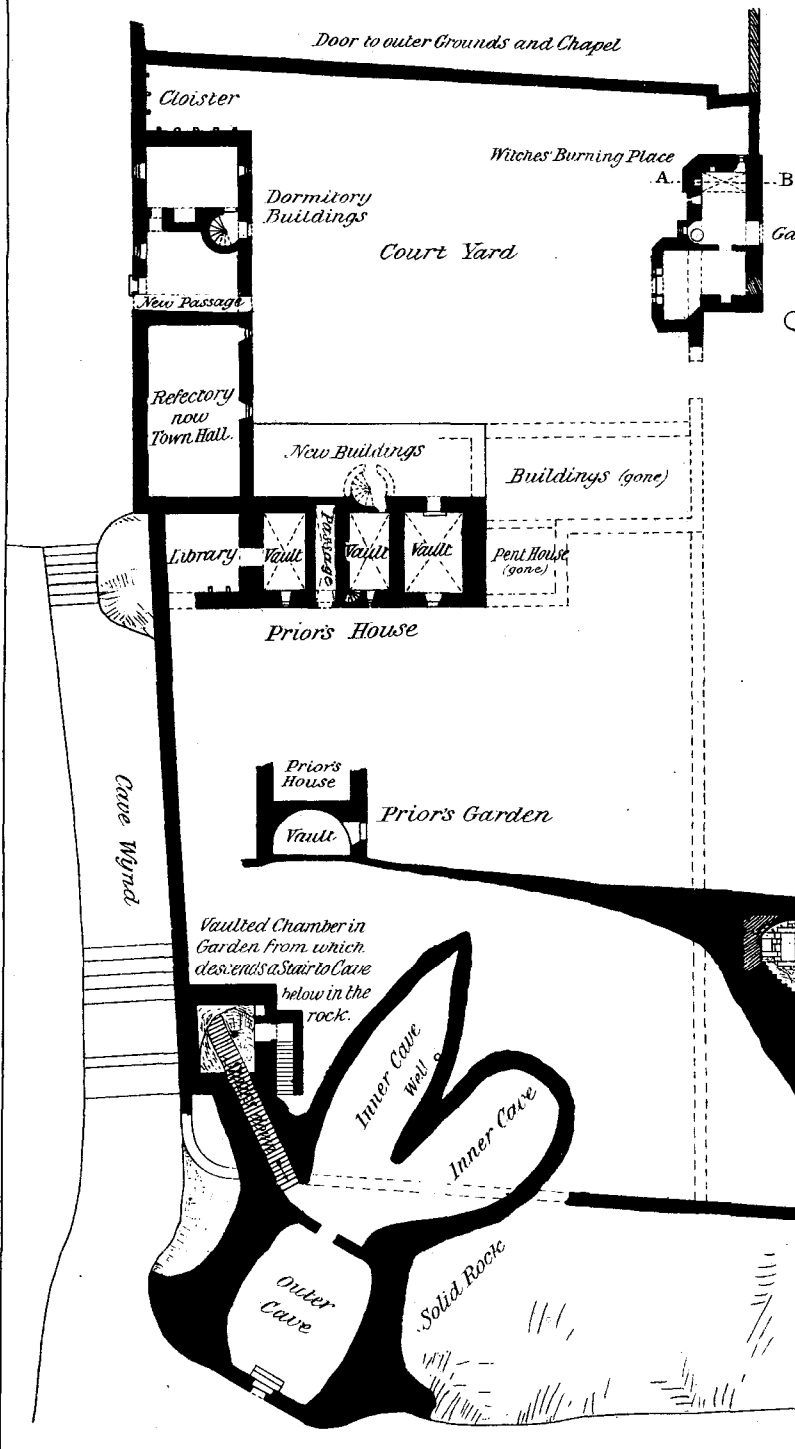 Door to outer Grounds and Chapel
Cloister
Witches' Burning Place
A
B
Dormitory
Buildings
Court Yard
Ga
New Passage
Refectory
now
Town Hall.
New Buildings
Buildings (gone)
Library
Vault
Passage
Vault
Vault
Pent House
(gone)
Prior's House
Prior's
House
Vault
Prior's Garden
Cave Wynd
Vaulted Chamber in
Garden from which
descends a Stair to Cave
below in the
rock.
Inner Cave
Well
Inner Cave
Outer
Cave
Solid Rock